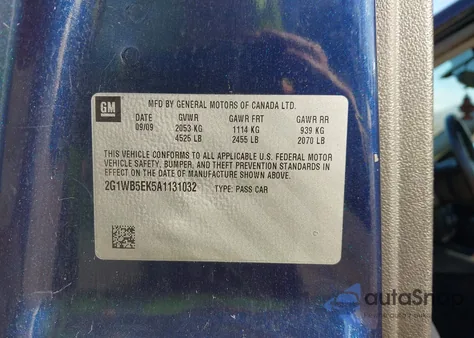 GM
MFD BY GENERAL MOTORS OF CANADA LTD.
DATE GVWR GAWR FRT GAWR RR
09/09 2053 KG 1114 KG 939 KG
4525 LB 2455 LB 2070 LB
THIS VEHICLE CONFORMS TO ALL APPLICABLE U.S. FEDERAL MOTOR
VEHICLE SAFETY, BUMPER, AND THEFT PREVENTION STANDARDS IN
EFFECT ON THE DATE OF MANUFACTURE SHOWN ABOVE.
2G1WB5EK5A1131032 TYPE: PASS CAR
autaShop